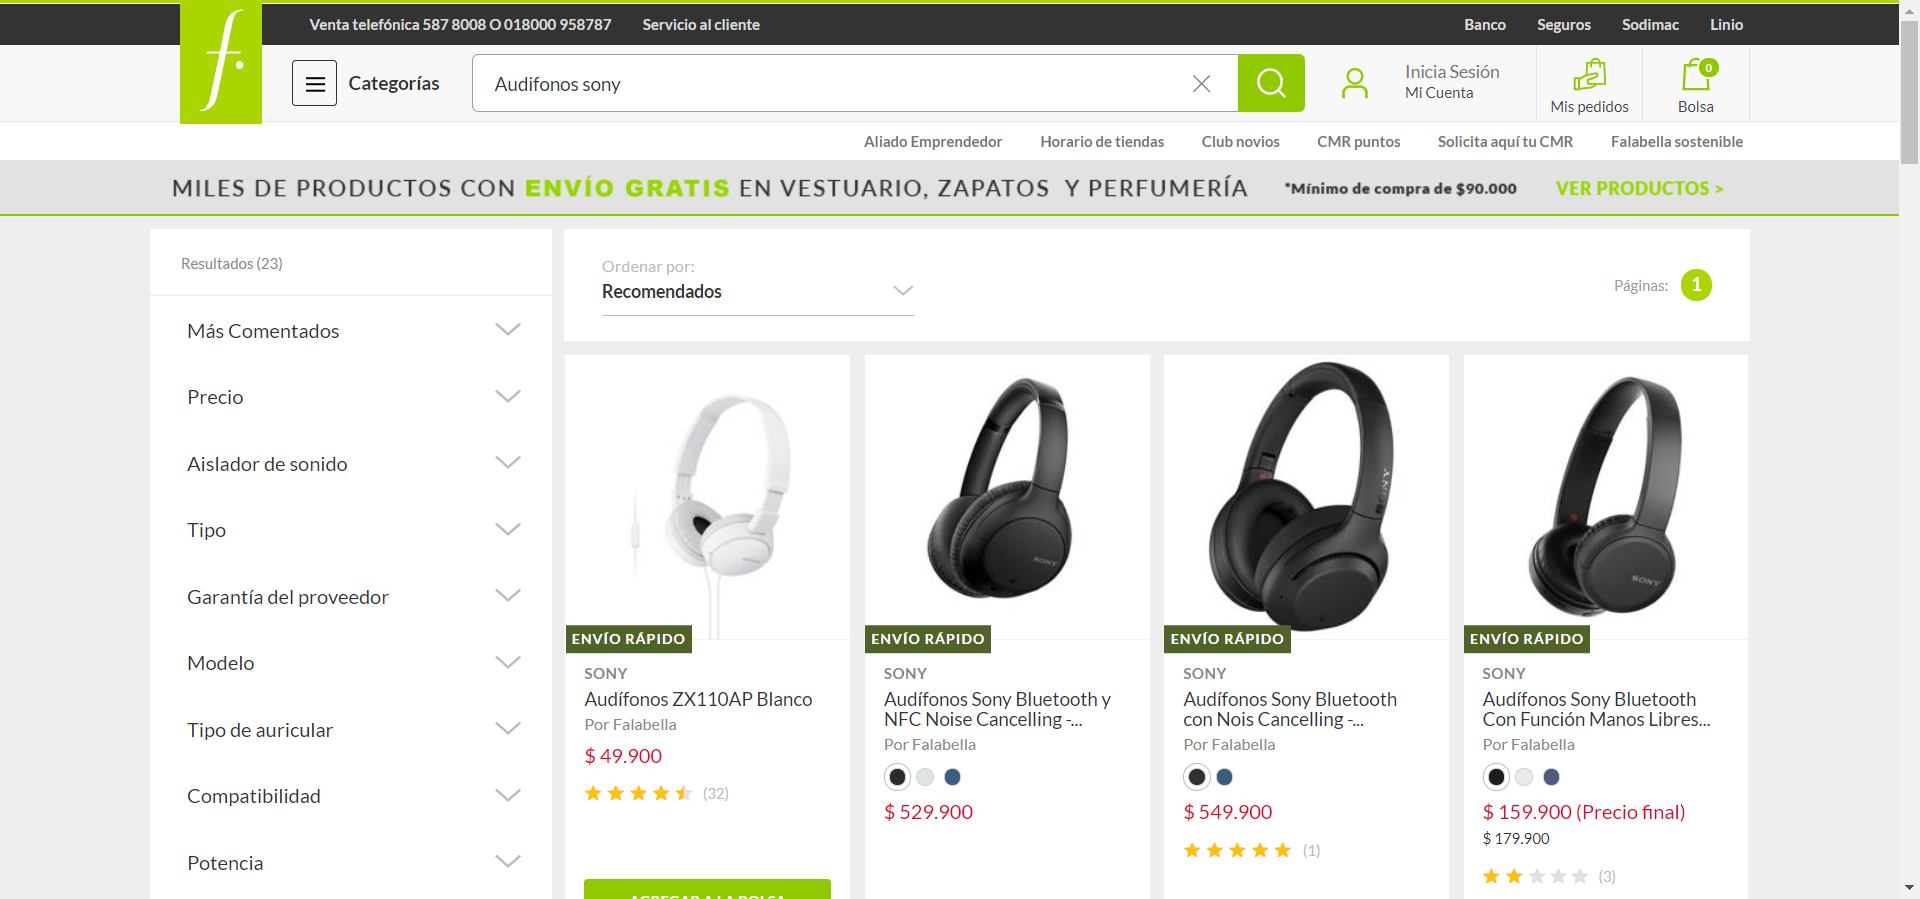 Venta telefónica 587 8008 O 018000 958787 Servicio al cliente Banco Seguros Sodimac Linio
f.
Categorías
Audifonos sony
Inicia Sesión
Mi Cuenta
Mis pedidos
0
Bolsa
Aliado Emprendedor Horario de tiendas Club novios CMR puntos Solicita aquí tu CMR Falabella sostenible
MILES DE PRODUCTOS CON ENVÍO GRATIS EN VESTUARIO, ZAPATOS Y PERFUMERÍA *Mínimo de compra de $90.000 VER PRODUCTOS >
Resultados (23)
Más Comentados
Precio
Aislador de sonido
Tipo
Garantía del proveedor
Modelo
Tipo de auricular
Compatibilidad
Potencia
Ordenar por:
Recomendados
Páginas: 1
ENVÍO RÁPIDO
SONY
Audífonos ZX110AP Blanco
Por Falabella
$ 49.900
(32)
AGREGAR A LA BOLSA
SONY
ENVÍO RÁPIDO
SONY
Audífonos Sony Bluetooth y
NFC Noise Cancelling -...
Por Falabella
$ 529.900
SONY
ENVÍO RÁPIDO
SONY
Audífonos Sony Bluetooth
con Nois Cancelling -...
Por Falabella
$ 549.900
(1)
SONY
ENVÍO RÁPIDO
SONY
Audífonos Sony Bluetooth
Con Función Manos Libres...
Por Falabella
$ 159.900 (Precio final)
$ 179.900
(3)